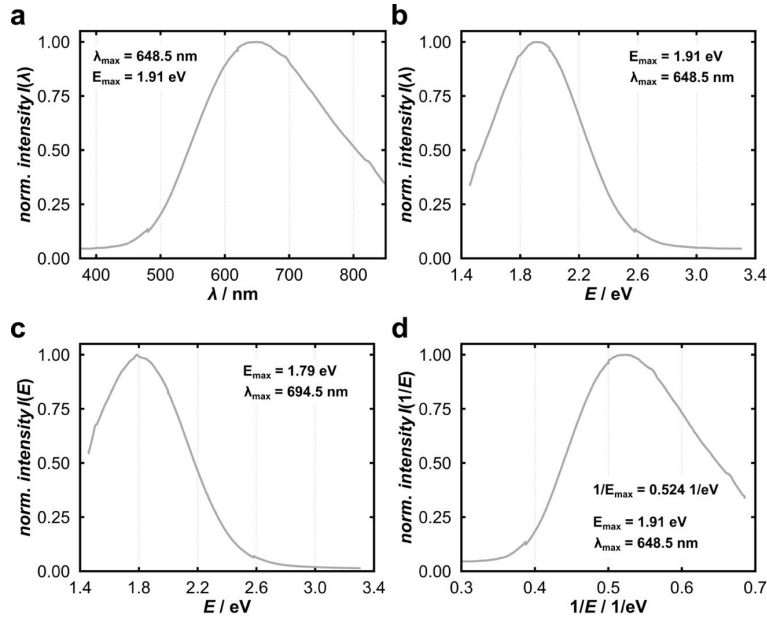 a
norm. intensity I(λ)
1.00
0.75
0.50
0.25
0.00
λmax = 648.5 nm
Emax = 1.91 eV
400
500
600
700
800
λ / nm
b
norm. intensity I(λ)
1.00
0.75
0.50
0.25
0.00
Emax = 1.91 eV
λmax = 648.5 nm
1.4
1.8
2.2
2.6
3.0
3.4
E / eV
c
norm. intensity I(E)
1.00
0.75
0.50
0.25
0.00
Emax = 1.79 eV
λmax = 694.5 nm
1.4
1.8
2.2
2.6
3.0
3.4
E / eV
d
norm. intensity I(1/E)
1.00
0.75
0.50
0.25
0.00
1/Emax = 0.524 1/eV
Emax = 1.91 eV
λmax = 648.5 nm
0.3
0.4
0.5
0.6
0.7
1/E / 1/eV